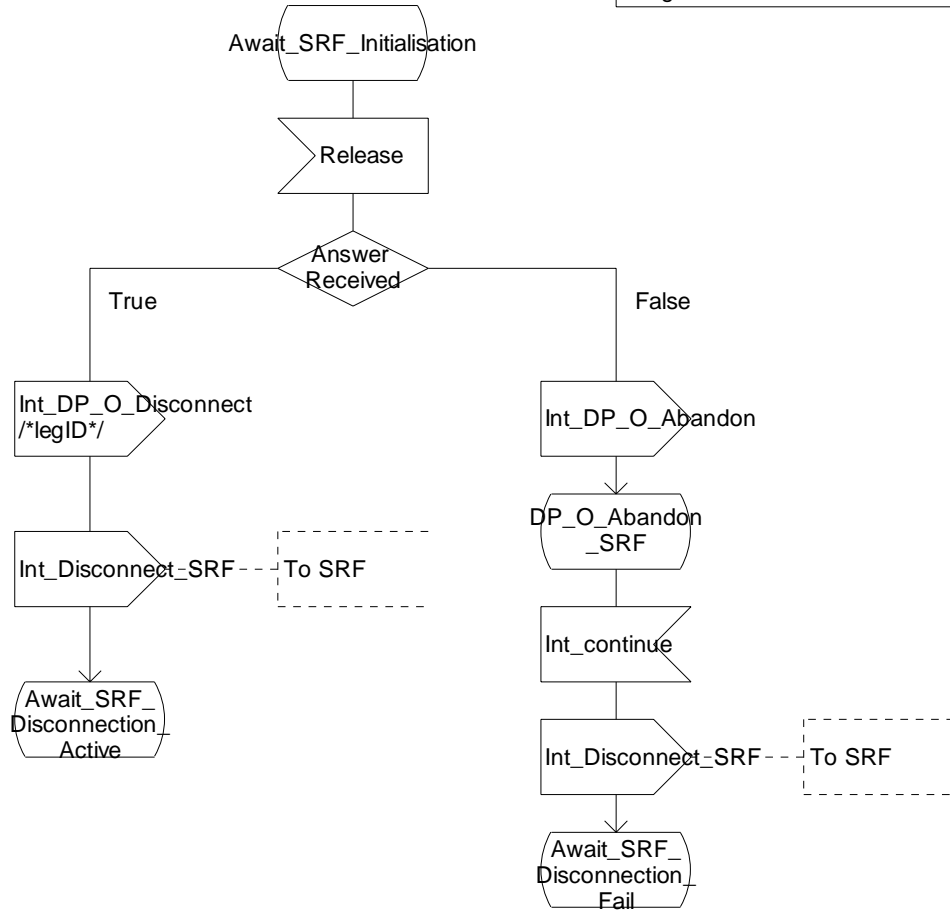 Await_SRF_Initialisation
Release
Answer
Received
True
False
Int_DP_O_Disconnect
/*legID*/
Int_DP_O_Abandon
DP_O_Abandon
_SRF
Int_Disconnect_SRF
To SRF
Int_continue
Await_SRF_
Disconnection_
Active
Int_Disconnect_SRF
To SRF
Await_SRF_
Disconnection_
Fail